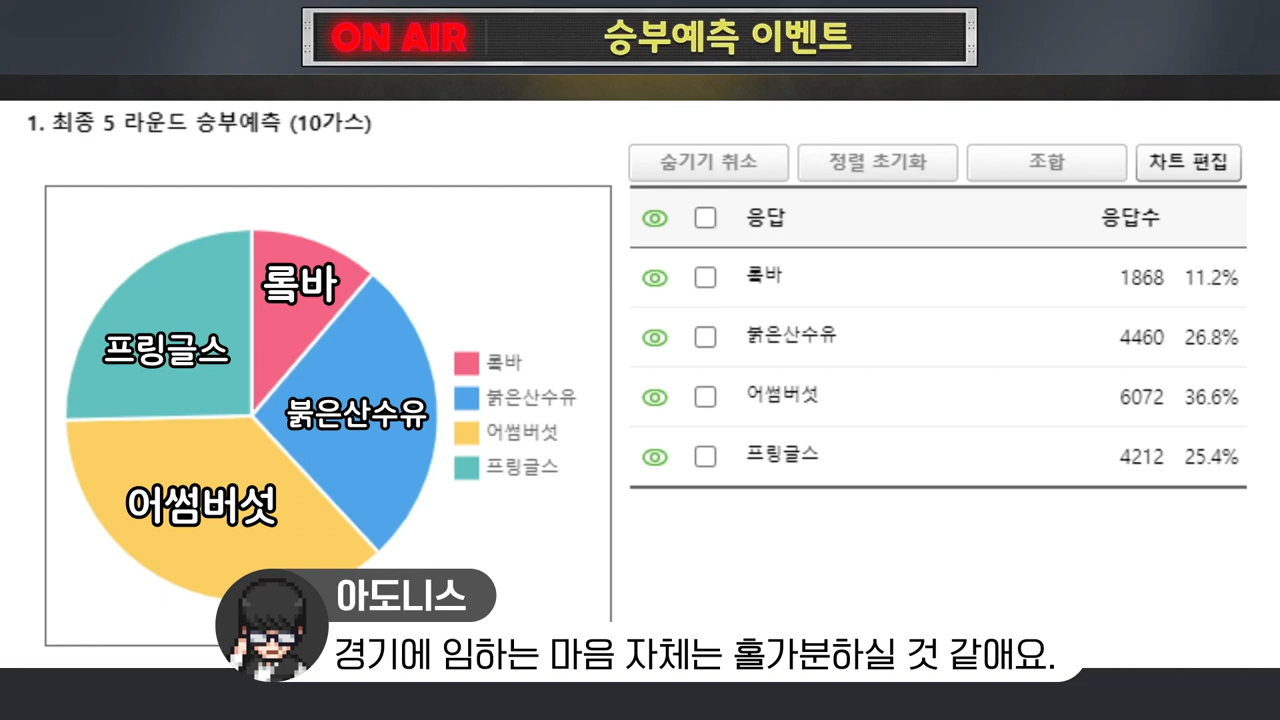 ON AIR 승부예측 이벤트
1. 최종 5 라운드 승부예측 (10가스)
숨기기 취소 정렬 초기화 조합 차트 편집
응답 응답수
롴바 1868 11.2%
붉은산수유 4460 26.8%
어썸버섯 6072 36.6%
프링글스 4212 25.4%
롴바
프링글스
붉은산수유
어썸버섯
롴바
붉은산수유
어썸버섯
프링글스
아도니스
경기에 임하는 마음 자체는 홀가분하실 것 같애요.